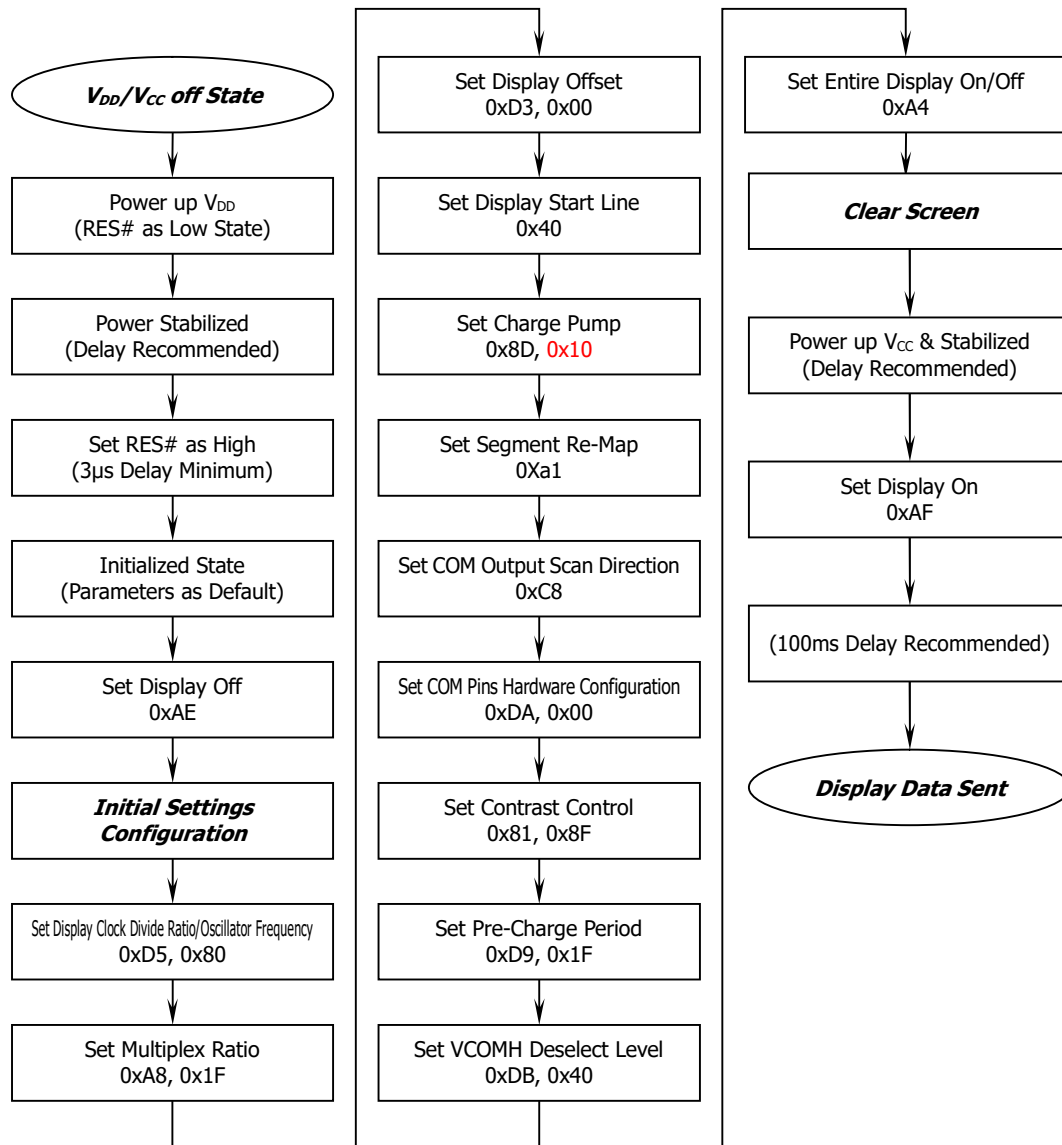 V_DD/V_CC off State
Power up V_DD
(RES# as Low State)
Power Stabilized
(Delay Recommended)
Set RES# as High
(3μs Delay Minimum)
Initialized State
(Parameters as Default)
Set Display Off
0xAE
Initial Settings
Configuration
Set Display Clock Divide Ratio/Oscillator Frequency
0xD5, 0x80
Set Multiplex Ratio
0xA8, 0x1F
Set Display Offset
0xD3, 0x00
Set Display Start Line
0x40
Set Charge Pump
0x8D, 0x10
Set Segment Re-Map
0Xa1
Set COM Output Scan Direction
0xC8
Set COM Pins Hardware Configuration
0xDA, 0x00
Set Contrast Control
0x81, 0x8F
Set Pre-Charge Period
0xD9, 0x1F
Set VCOMH Deselect Level
0xDB, 0x40
Set Entire Display On/Off
0xA4
Clear Screen
Power up V_CC & Stabilized
(Delay Recommended)
Set Display On
0xAF
(100ms Delay Recommended)
Display Data Sent